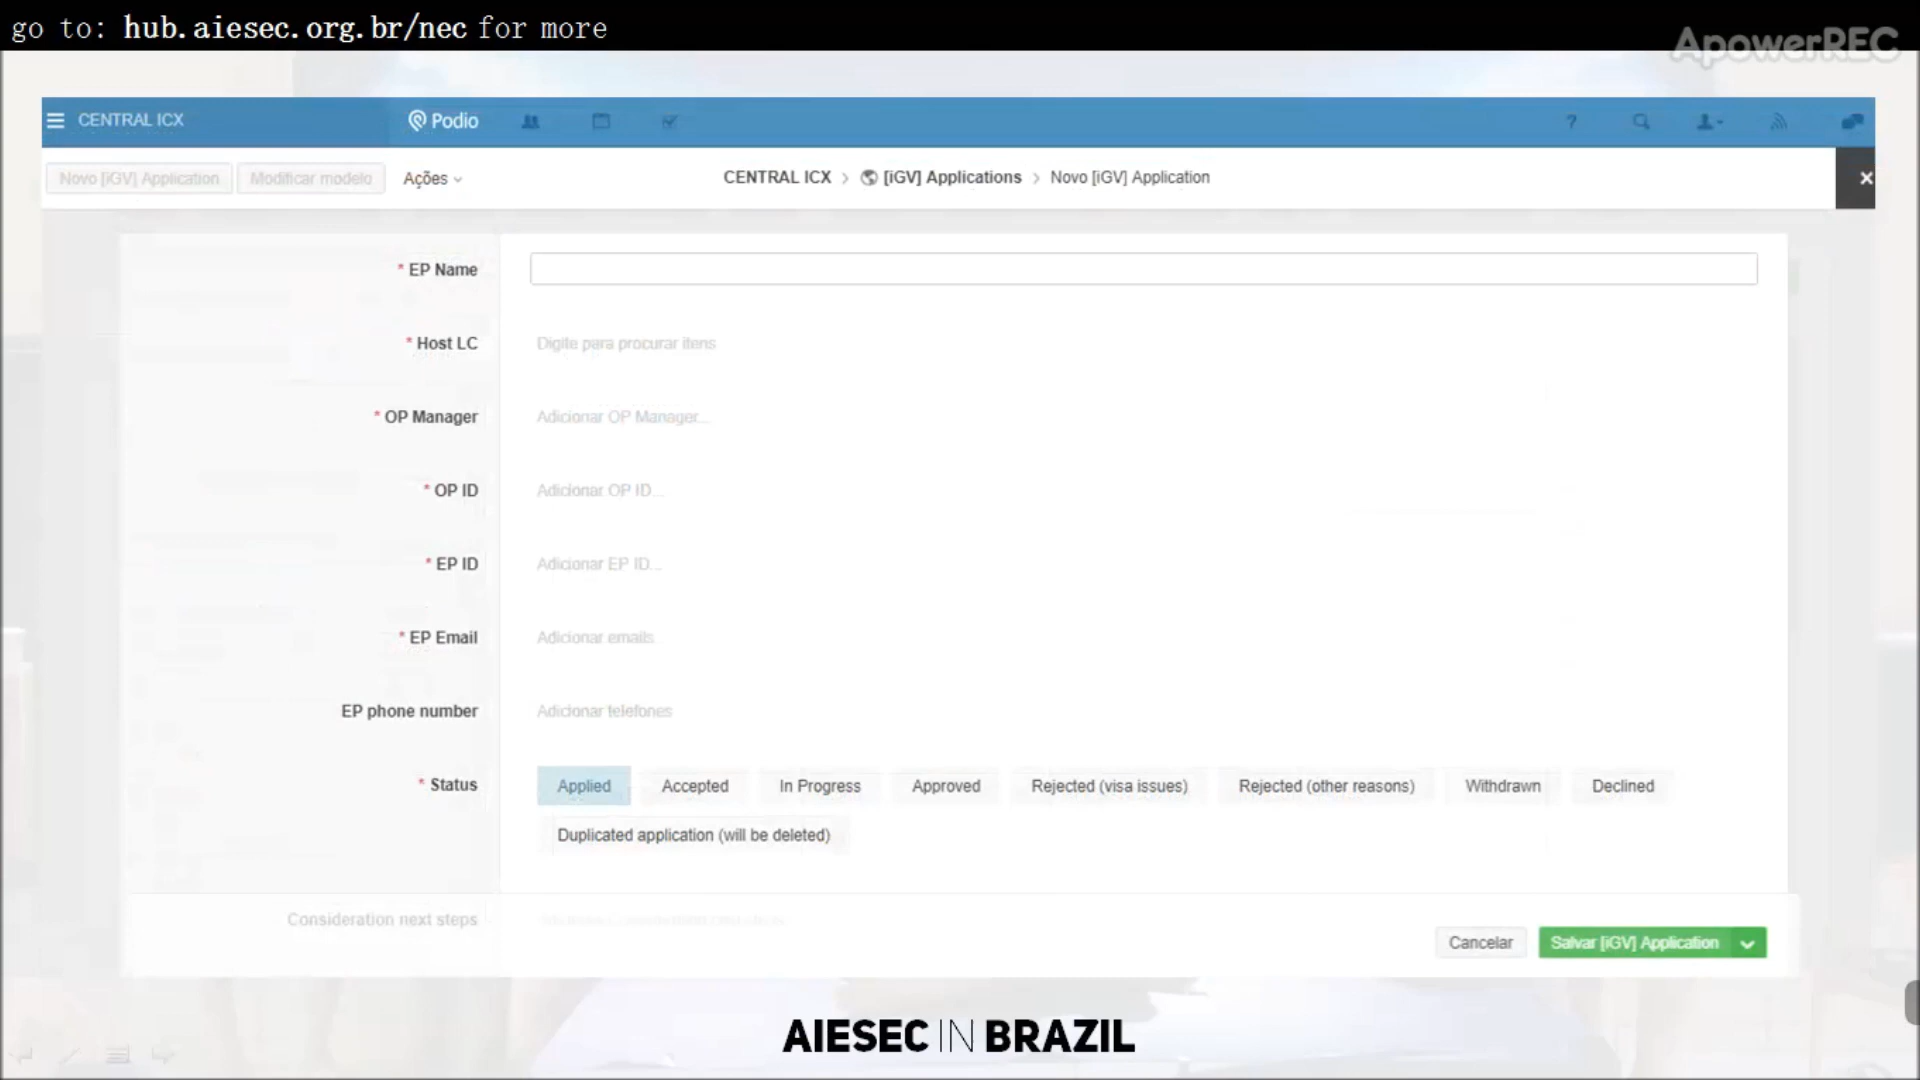 go to: hub.aiesec.org.br/nec for more
ApowerREC
CENTRAL ICX
Podio
?
Novo [iGV] Application
Modificar modelo
Ações
CENTRAL ICX > [iGV] Applications > Novo [iGV] Application
×
* EP Name
* Host LC
Digite para procurar itens
* OP Manager
Adicionar OP Manager...
* OP ID
Adicionar OP ID...
* EP ID
Adicionar EP ID...
* EP Email
Adicionar emails
EP phone number
Adicionar telefones
* Status
Applied
Accepted
In Progress
Approved
Rejected (visa issues)
Rejected (other reasons)
Withdrawn
Declined
Duplicated application (will be deleted)
Consideration next steps
Cancelar
Salvar [iGV] Application
AIESEC IN BRAZIL